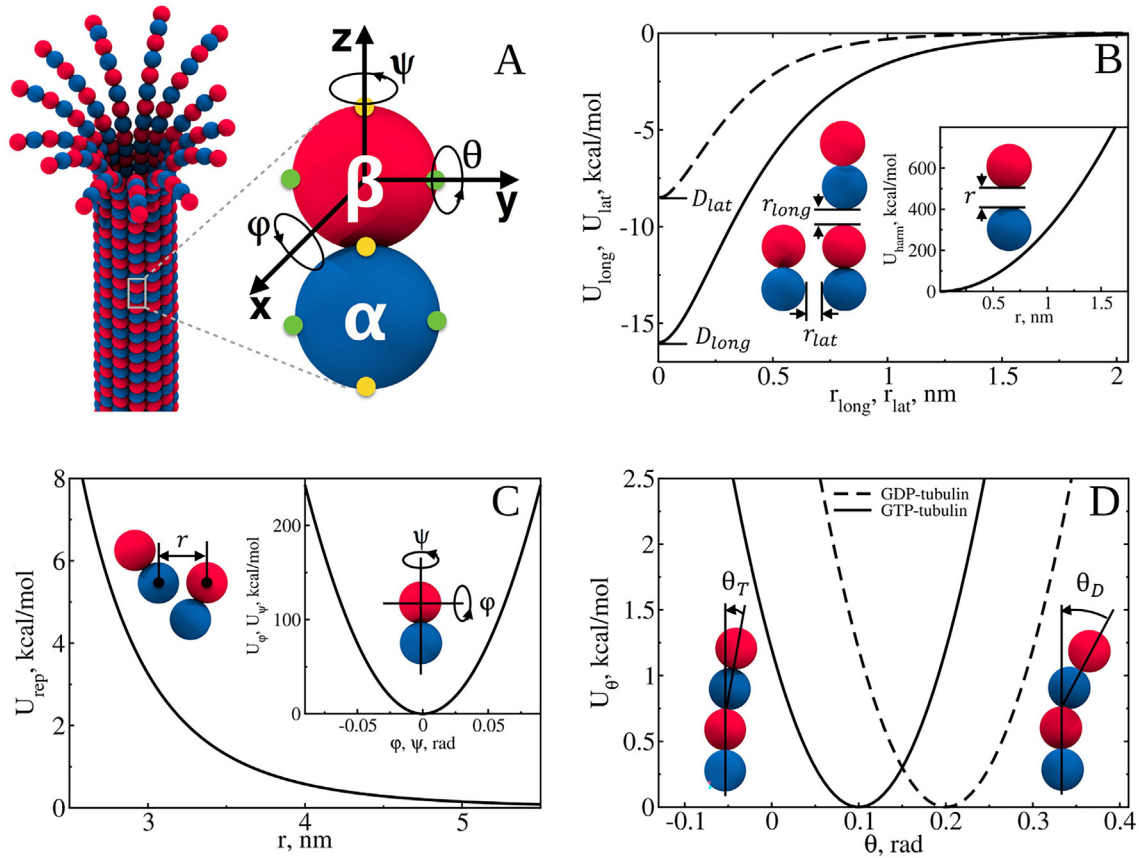 A
z
ψ
β
θ
y
φ
x
α
B
U_long, U_lat, kcal/mol
0
-5
-10
-15
D_lat
D_long
r_long
r_lat
0
0.5
1
1.5
2
r_long, r_lat, nm
U_harm, kcal/mol
600
400
200
0
r
0.5
1
1.5
r, nm
C
U_rep, kcal/mol
8
6
4
2
0
r
3
4
5
r, nm
U_φ, U_ψ, kcal/mol
200
100
0
ψ
φ
-0.05
0
0.05
φ, ψ, rad
D
U_θ, kcal/mol
2.5
2
1.5
1
0.5
0
GDP-tubulin
GTP-tubulin
θ_T
θ_D
-0.1
0
0.1
0.2
0.3
0.4
θ, rad